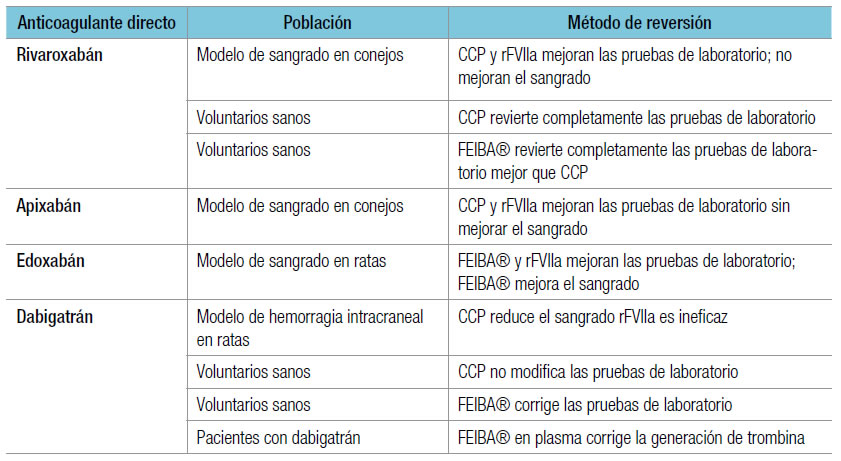 Anticoagulante directo Población Método de reversión
Rivaroxabán Modelo de sangrado en conejos CCP y rFVIIa mejoran las pruebas de laboratorio; no
mejoran el sangrado
Voluntarios sanos CCP revierte completamente las pruebas de laboratorio
Voluntarios sanos FEIBA® revierte completamente las pruebas de labora-
torio mejor que CCP
Apixabán Modelo de sangrado en conejos CCP y rFVIIa mejoran las pruebas de laboratorio sin
mejorar el sangrado
Edoxabán Modelo de sangrado en ratas FEIBA® y rFVIIa mejoran las pruebas de laboratorio;
FEIBA® mejora el sangrado
Dabigatrán Modelo de hemorragia intracraneal CCP reduce el sangrado rFVIIa es ineficaz
en ratas
Voluntarios sanos CCP no modifica las pruebas de laboratorio
Voluntarios sanos FEIBA® corrige las pruebas de laboratorio
Pacientes con dabigatrán FEIBA® en plasma corrige la generación de trombina